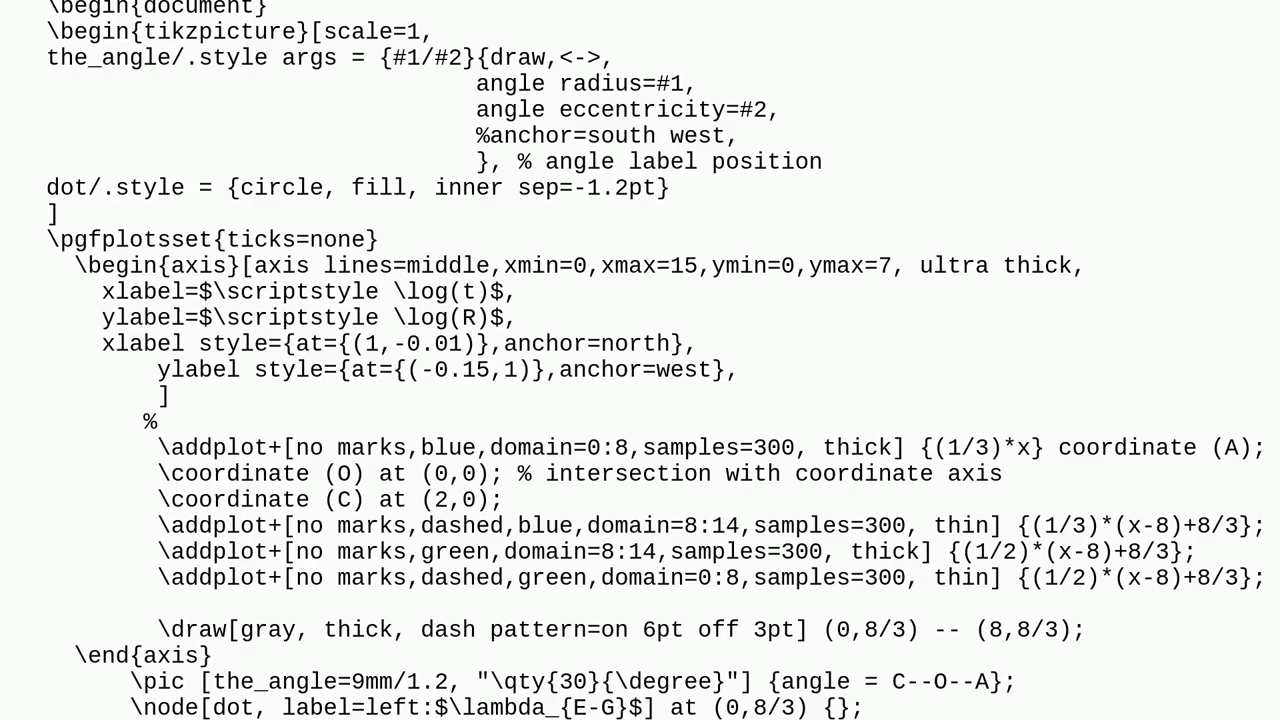 \begin{document}
\begin{tikzpicture}[scale=1,
the_angle/.style args = {#1/#2}{draw,<->,
angle radius=#1,
angle eccentricity=#2,
%anchor=south west,
}, % angle label position
dot/.style = {circle, fill, inner sep=-1.2pt}
]
\pgfplotsset{ticks=none}
\begin{axis}[axis lines=middle,xmin=0,xmax=15,ymin=0,ymax=7, ultra thick,
xlabel=$\scriptstyle \log(t)$,
ylabel=$\scriptstyle \log(R)$,
xlabel style={at={(1,-0.01)},anchor=north},
ylabel style={at={(-0.15,1)},anchor=west},
]
%
\addplot+[no marks,blue,domain=0:8,samples=300, thick] {(1/3)*x} coordinate (A);
\coordinate (O) at (0,0); % intersection with coordinate axis
\coordinate (C) at (2,0);
\addplot+[no marks,dashed,blue,domain=8:14,samples=300, thin] {(1/3)*(x-8)+8/3};
\addplot+[no marks,green,domain=8:14,samples=300, thick] {(1/2)*(x-8)+8/3};
\addplot+[no marks,dashed,green,domain=0:8,samples=300, thin] {(1/2)*(x-8)+8/3};
\draw[gray, thick, dash pattern=on 6pt off 3pt] (0,8/3) -- (8,8/3);
\end{axis}
\pic [the_angle=9mm/1.2, "\qty{30}{\degree}"] {angle = C--O--A};
\node[dot, label=left:$\lambda_{E-G}$] at (0,8/3) {};